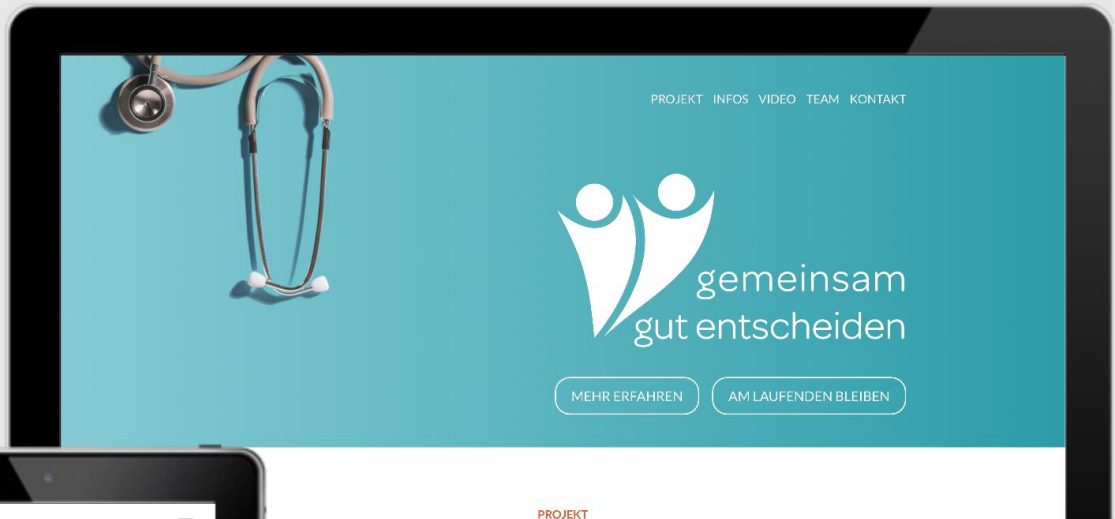 PROJEKT INFOS VIDEO TEAM KONTAKT
gemeinsam
gut entscheiden
MEHR ERFAHREN AM LAUFENDEN BLEIBEN
PROJEKT